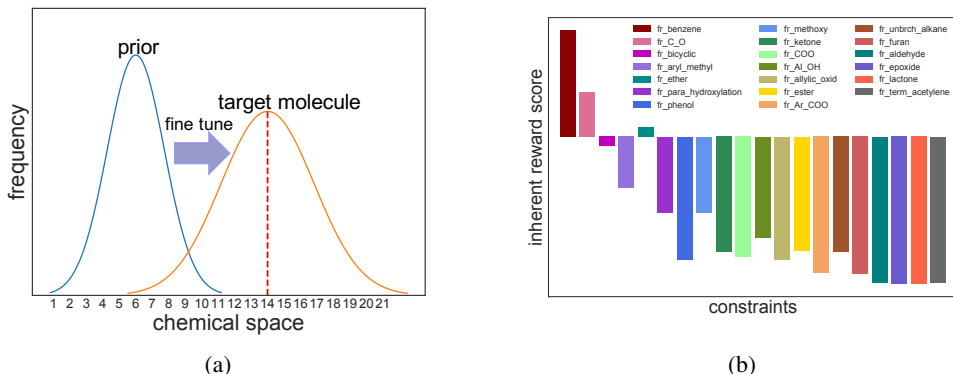 prior
target molecule
fine tune
frequency
1 2 3 4 5 6 7 8 9 10 11 12 13 14 15 16 17 18 19 20 21
chemical space
(a)
fr_benzene
fr_C_O
fr_bicyclic
fr_aryl_methyl
fr_ether
fr_para_hydroxylation
fr_phenol
fr_methoxy
fr_ketone
fr_COO
fr_Al_OH
fr_allylic_oxid
fr_ester
fr_Ar_COO
fr_unbrch_alkane
fr_furan
fr_aldehyde
fr_epoxide
fr_lactone
fr_term_acetylene
inherent reward score
constraints
(b)